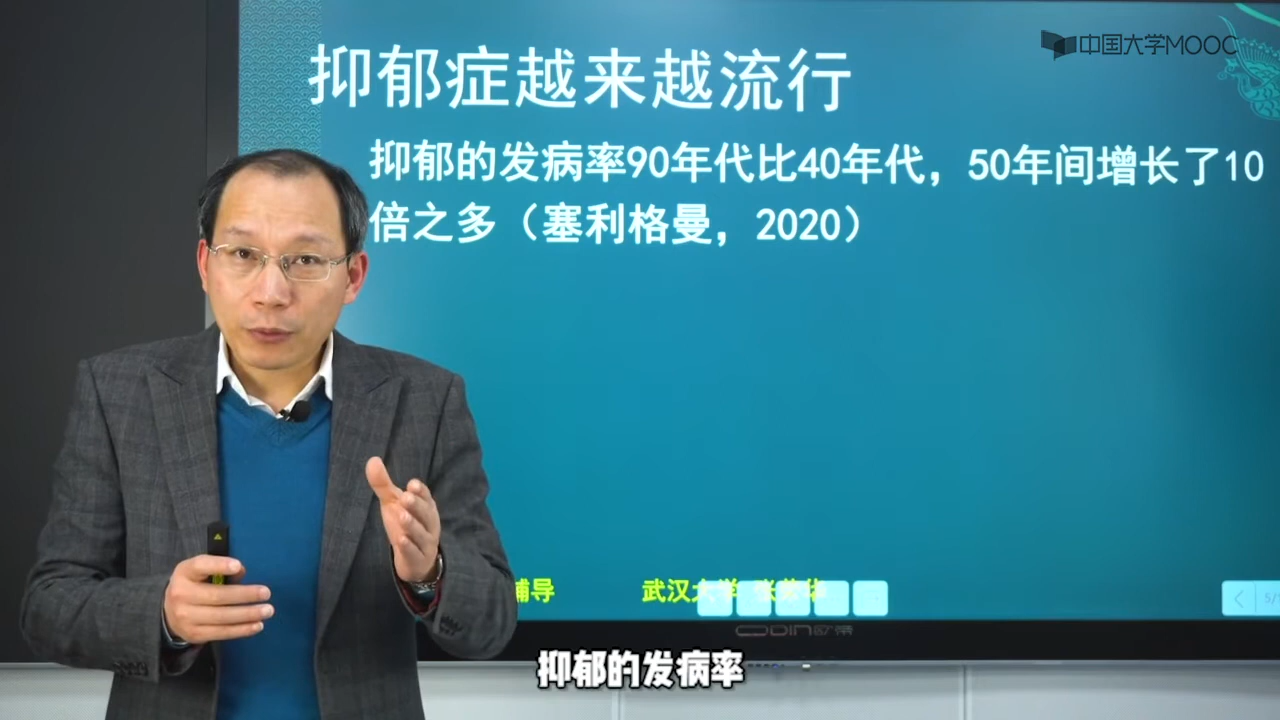 中国大学MOOC
抑郁症越来越流行
抑郁的发病率90年代比40年代，50年间增长了10
倍之多（塞利格曼，2020）
辅导
武汉大学
5/
抑郁的发病率